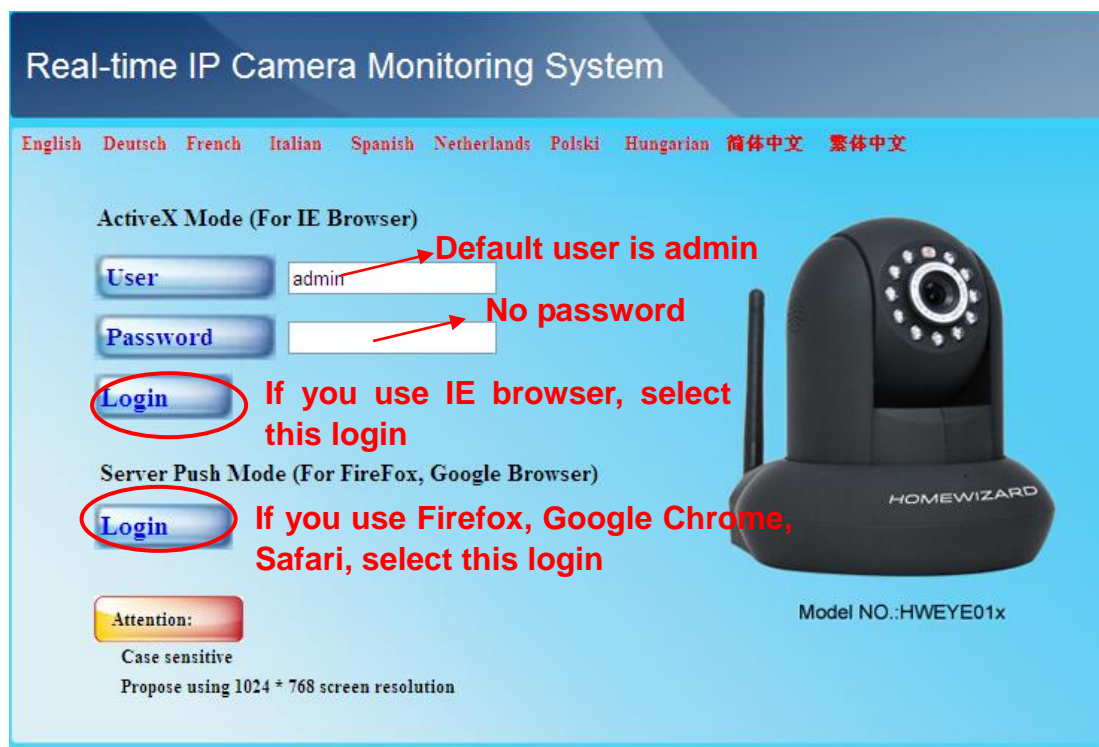 Real-time IP Camera Monitoring System
English Deutsch French Italian Spanish Netherlands Polski Hungarian 简体中文 繁体中文
ActiveX Mode (For IE Browser)
Default user is admin
User admin
No password
Password
Login
If you use IE browser, select
this login
Server Push Mode (For FireFox, Google Browser)
HOMEWIZARD
Login
If you use Firefox, Google Chrome,
Safari, select this login
Attention:
Model NO.:HWEYE01x
Case sensitive
Propose using 1024 * 768 screen resolution